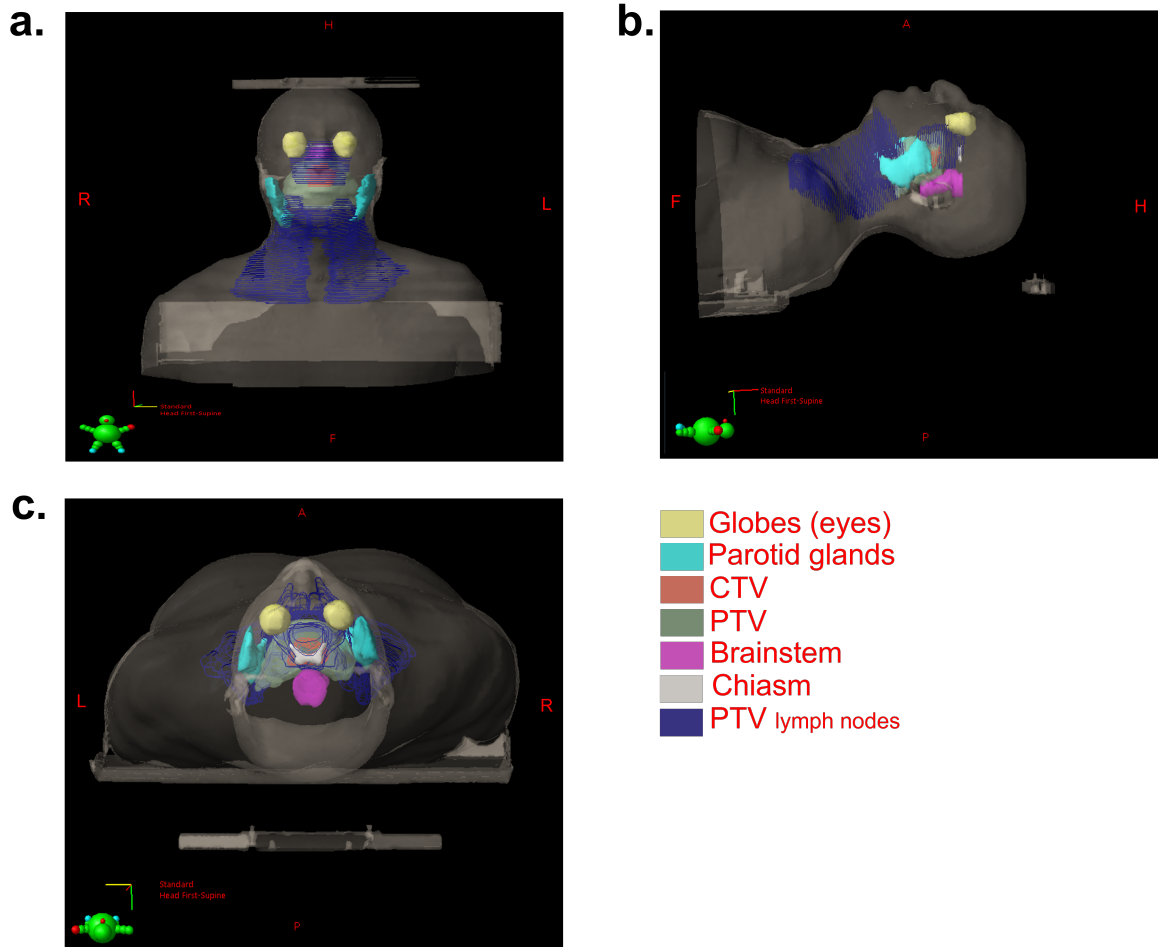 a.
H
R
L
Standard
Head First-Supine
F
b.
A
F
H
Standard
Head First-Supine
P
c.
A
L
R
Standard
Head First-Supine
P
Globes (eyes)
Parotid glands
CTV
PTV
Brainstem
Chiasm
PTV lymph nodes